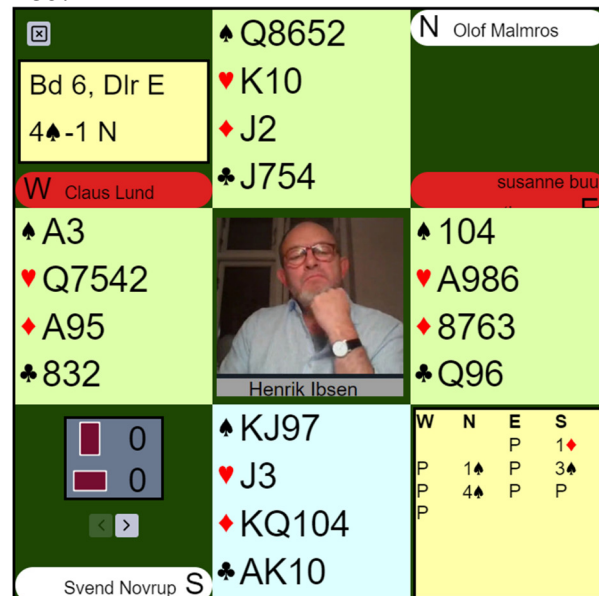 ♠ Q8652
♥ K10
♦ J2
♣ J754
N Olof Malmros
Bd 6, Dlr E
4♠-1 N
W Claus Lund
susanne buu
♠ A3
♥ Q7542
♦ A95
♣ 832
Henrik Ibsen
♠ 104
♥ A986
♦ 8763
♣ Q96
0
0
< >
Svend Novrup S
♠ KJ97
♥ J3
♦ KQ104
♣ AK10
W N E S
P 1♦
P 1♠ P 3♠
P 4♠ P P
P